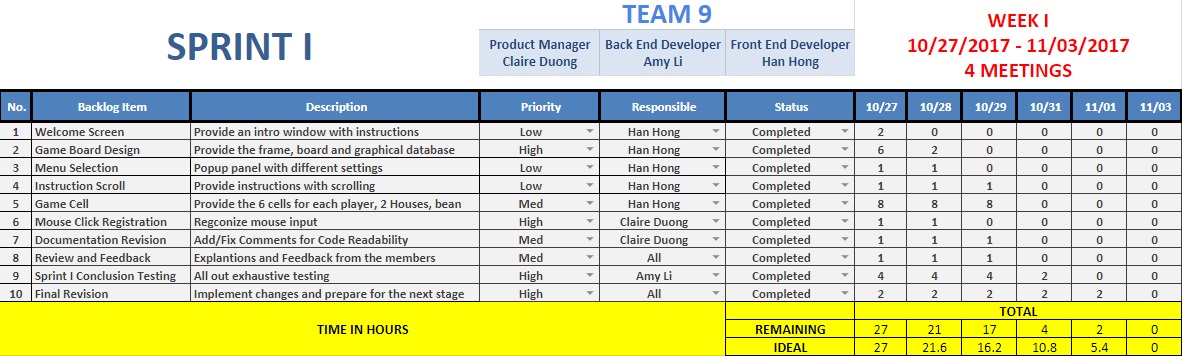 SPRINT I
TEAM 9
Product Manager Back End Developer Front End Developer
Claire Duong Amy Li Han Hong
WEEK I
10/27/2017 - 11/03/2017
4 MEETINGS
No. Backlog Item Description Priority Responsible Status 10/27 10/28 10/29 10/31 11/01 11/03
1 Welcome Screen Provide an intro window with instructions Low Han Hong Completed 2 0 0 0 0 0
2 Game Board Design Provide the frame, board and graphical database High Han Hong Completed 6 2 0 0 0 0
3 Menu Selection Popup panel with different settings Low Han Hong Completed 1 1 0 0 0 0
4 Instruction Scroll Provide instructions with scrolling Low Han Hong Completed 1 1 1 0 0 0
5 Game Cell Provide the 6 cells for each player, 2 Houses, bean Med Han Hong Completed 8 8 8 0 0 0
6 Mouse Click Registration Regconize mouse input High Claire Duong Completed 1 1 0 0 0 0
7 Documentation Revision Add/Fix Comments for Code Readability Med Claire Duong Completed 1 1 1 0 0 0
8 Review and Feedback Explantions and Feedback from the members Med All Completed 1 1 1 0 0 0
9 Sprint I Conclusion Testing All out exhaustive testing High Amy Li Completed 4 4 4 2 0 0
10 Final Revision Implement changes and prepare for the next stage High All Completed 2 2 2 2 2 0
TIME IN HOURS
TOTAL
REMAINING 27 21 17 4 2 0
IDEAL 27 21.6 16.2 10.8 5.4 0